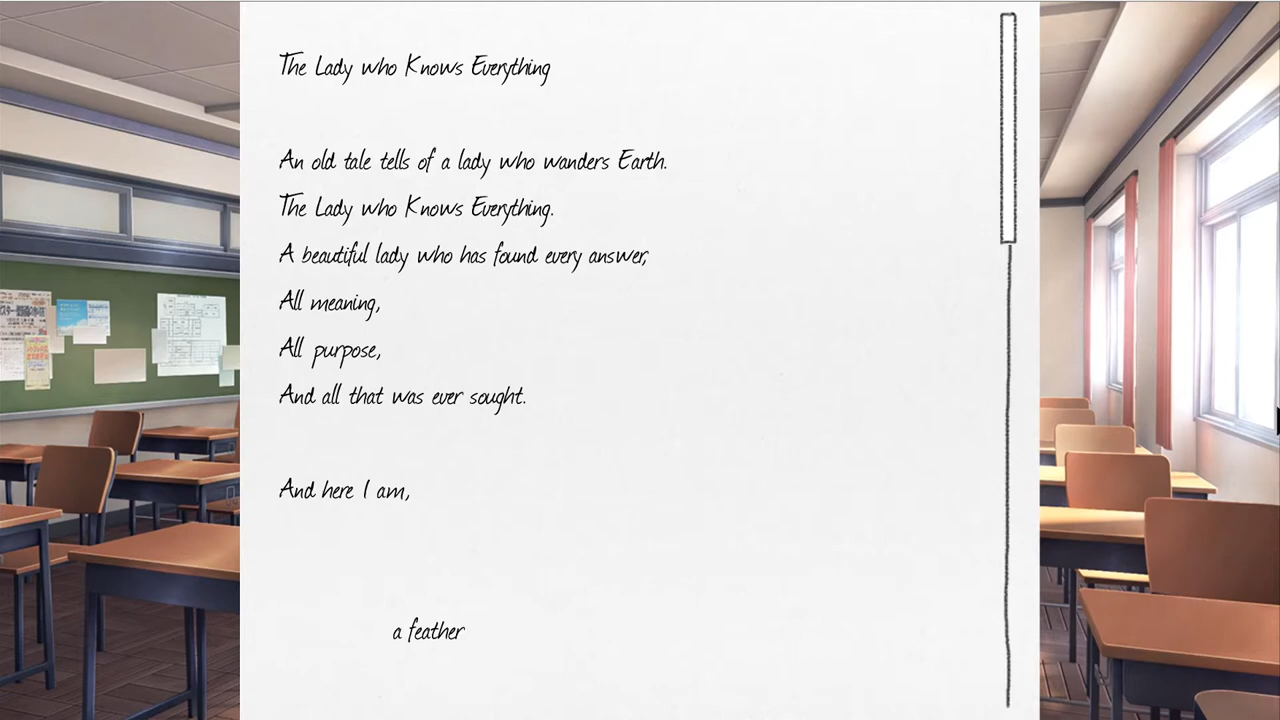 The Lady who Knows Everything
An old tale tells of a lady who wanders Earth.
The Lady who Knows Everything.
A beautiful lady who has found every answer,
All meaning,
All purpose,
And all that was ever sought.
And here I am,
a feather